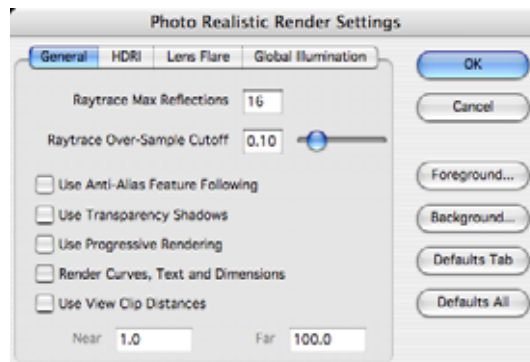 Photo Realistic Render Settings
General HDRI Lens Flare Global Illumination
OK
Raytrace Max Reflections 16
Cancel
Raytrace Over-Sample Cutoff 0.10
Foreground...
Use Anti-Alias Feature Following
Use Transparency Shadows
Background...
Use Progressive Rendering
Defaults Tab
Render Curves, Text and Dimensions
Use View Clip Distances
Defaults All
Near 1.0 Far 100.0